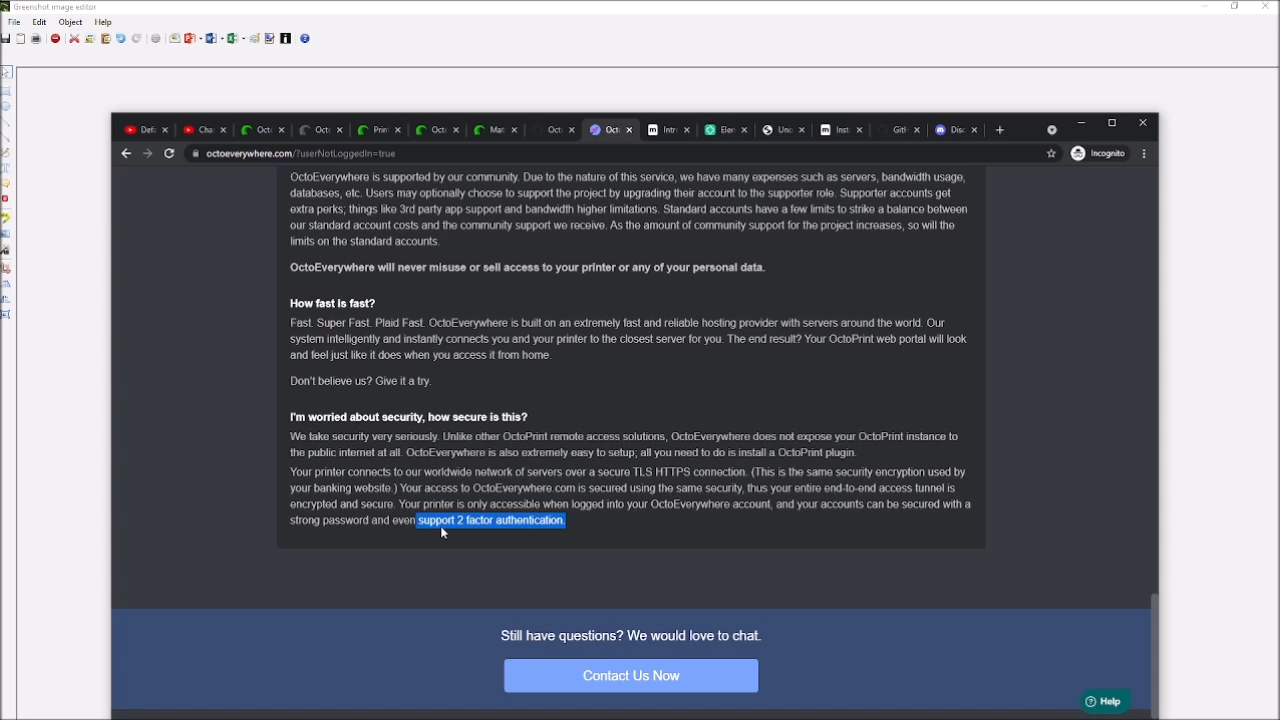 Greenshot image editor
File Edit Object Help
Def Cha Octo Octo Print Octo Mat Octo Octo Intr Elen Und Inst GitH Disc
octoeverywhere.com/?userNotLoggedIn=true
Incognito
OctoEverywhere is supported by our community. Due to the nature of this service, we have many expenses such as servers, bandwidth usage,
databases, etc. Users may optionally choose to support the project by upgrading their account to the supporter role. Supporter accounts get
extra perks; things like 3rd party app support and bandwidth higher limitations. Standard accounts have a few limits to strike a balance between
our standard account costs and the community support we receive. As the amount of community support for the project increases, so will the
limits on the standard accounts.
OctoEverywhere will never misuse or sell access to your printer or any of your personal data.
How fast is fast?
Fast. Super Fast. Plaid Fast. OctoEverywhere is built on an extremely fast and reliable hosting provider with servers around the world. Our
system intelligently and instantly connects you and your printer to the closest server for you. The end result? Your OctoPrint web portal will look
and feel just like it does when you access it from home.
Don't believe us? Give it a try.
I'm worried about security, how secure is this?
We take security very seriously. Unlike other OctoPrint remote access solutions, OctoEverywhere does not expose your OctoPrint instance to
the public internet at all. OctoEverywhere is also extremely easy to setup; all you need to do is install a OctoPrint plugin.
Your printer connects to our worldwide network of servers over a secure TLS HTTPS connection. (This is the same security encryption used by
your banking website.) Your access to OctoEverywhere.com is secured using the same security, thus your entire end-to-end access tunnel is
encrypted and secure. Your printer is only accessible when logged into your OctoEverywhere account, and your accounts can be secured with a
strong password and even support 2 factor authentication.
Still have questions? We would love to chat.
Contact Us Now
Help